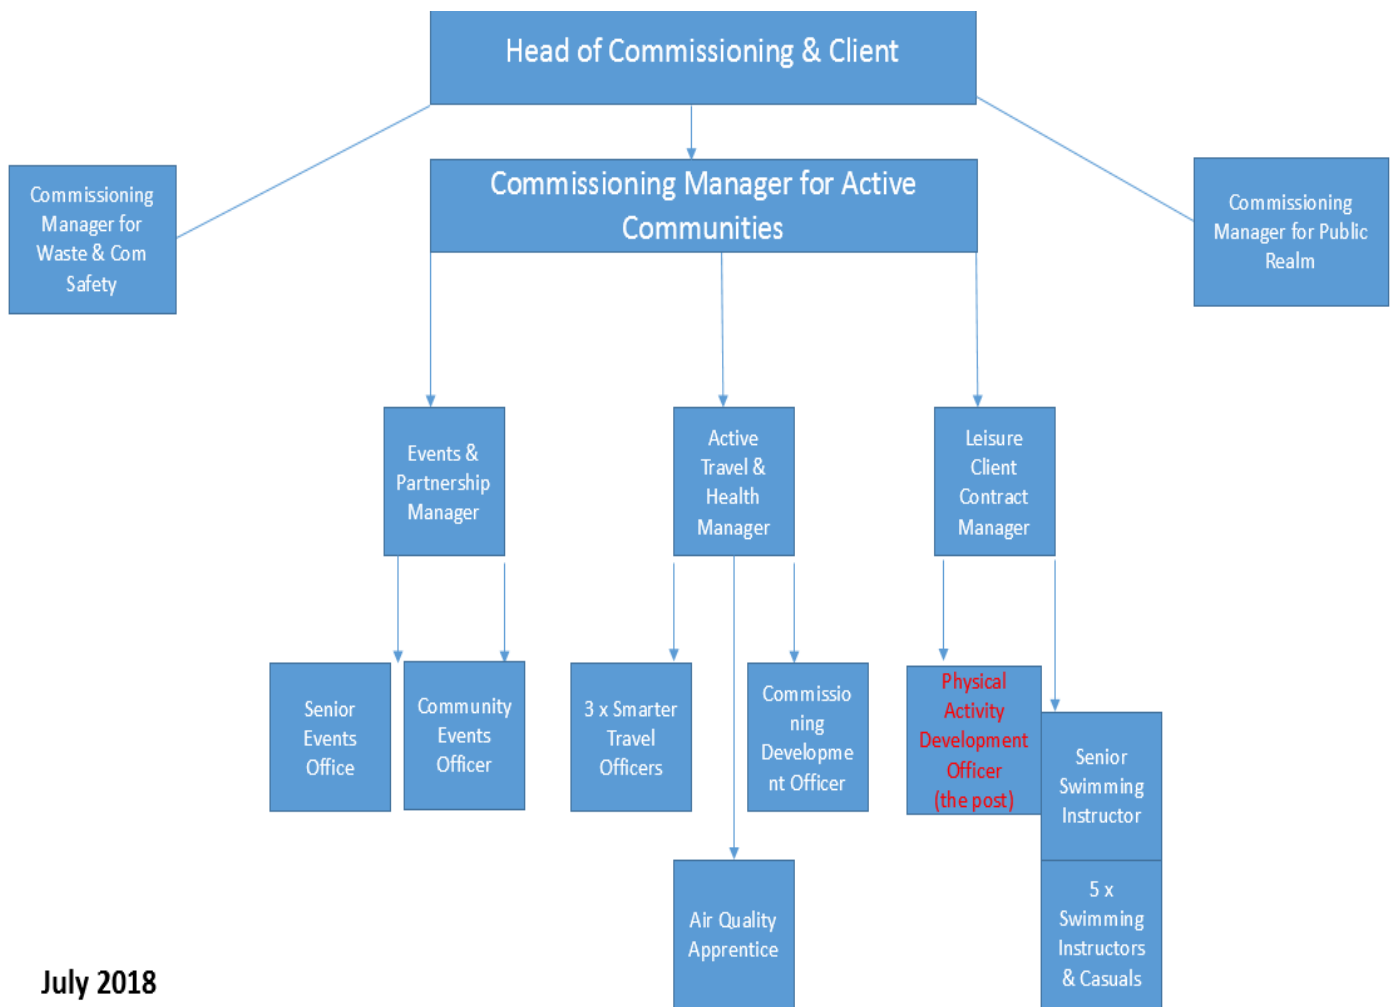 Head of Commissioning & Client
Commissioning Manager for Active
Communities
Commissioning
Manager for
Waste & Com
Safety
Commissioning
Manager for Public
Realm
Events &
Partnership
Manager
Active
Travel &
Health
Manager
Leisure
Client
Contract
Manager
Senior
Events
Office
Community
Events
Officer
3 x Smarter
Travel
Officers
Commissio
ning
Developme
nt Officer
Physical
Activity
Development
Officer
(the post)
Senior
Swimming
Instructor
Air Quality
Apprentice
5 x
Swimming
Instructors
& Casuals
July 2018